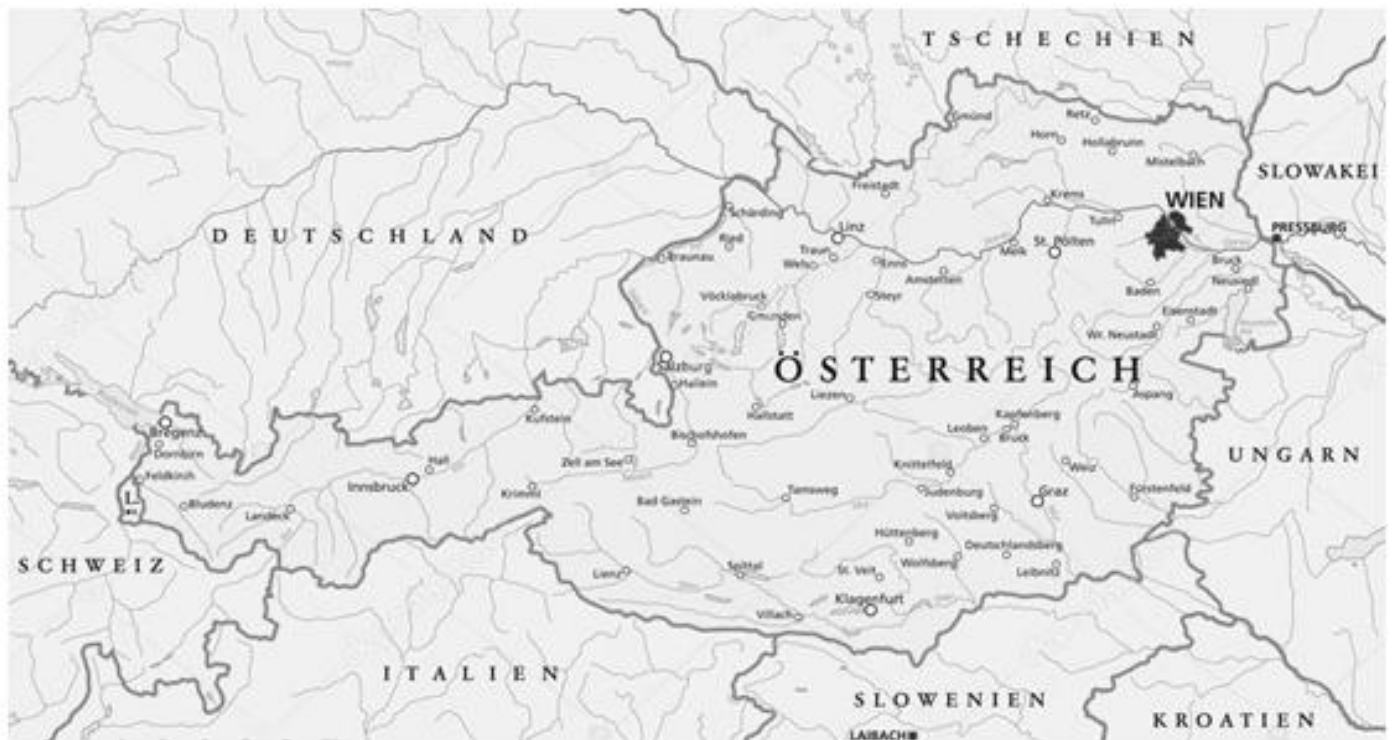 TSCHECHIEN
Gmünd
Retz
Horn
Hollabrunn
Mistelbach
SLOWAKEI
Freistadt
Krems
WIEN
Schärding
Tulln
Linz
PRESSBURG
DEUTSCHLAND
Ried
St. Pölten
Traun
Melk
Braunau
Wels
Enns
Bruck
Amstetten
Neusiedl
Baden
Vöcklabruck
Steyr
Gmunden
Eisenstadt
Wr. Neustadt
ÖSTERREICH
Hallein
Liezen
Aspang
Kufstein
Hallstatt
Kapfenberg
Bregenz
Leoben
Bischofshofen
Bruck
Dornbirn
UNGARN
Hall
Zell am See
Knittelfeld
Weiz
Feldkirch
Innsbruck
Krimml
Tamsweg
Judenburg
Graz
Fürstenfeld
L.
Bad Gastein
Bludenz
Landeck
Voitsberg
Hüttenberg
Deutschlandsberg
SCHWEIZ
Wolfsberg
Spittal
St. Veit
Leibnitz
Lienz
Klagenfurt
Villach
ITALIEN
SLOWENIEN
KROATIEN
LAIBACH